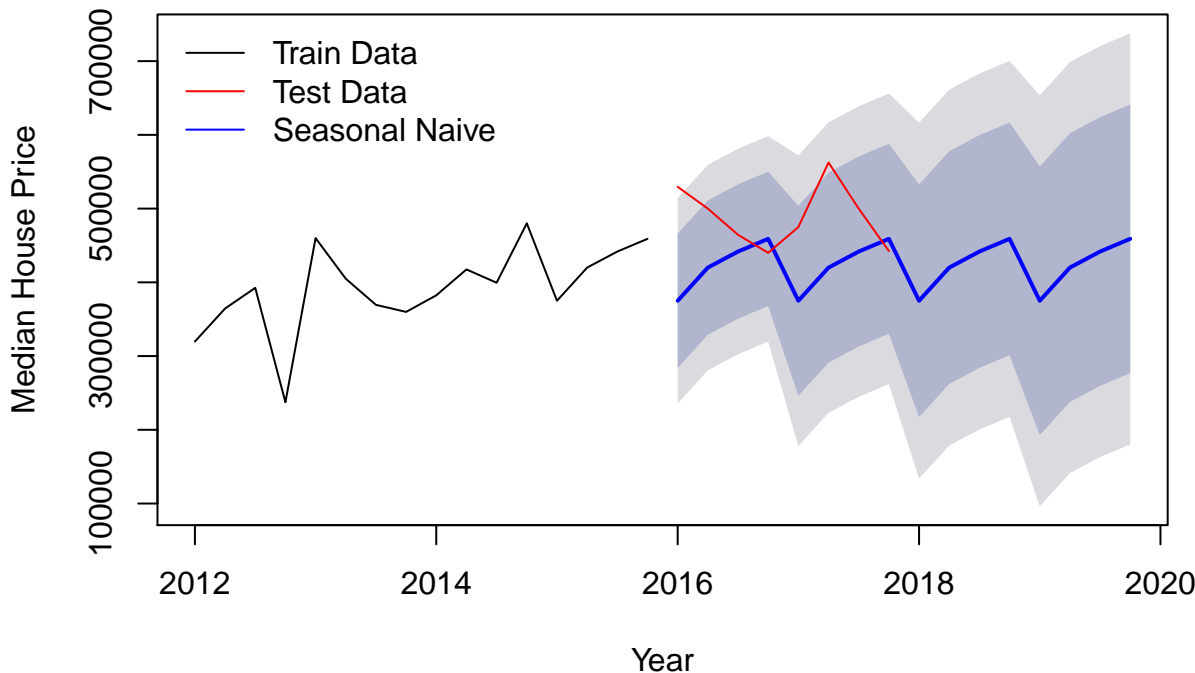 Train Data
Test Data
Seasonal Naive
Median House Price
700000
500000
300000
100000
2012
2014
2016
2018
2020
Year